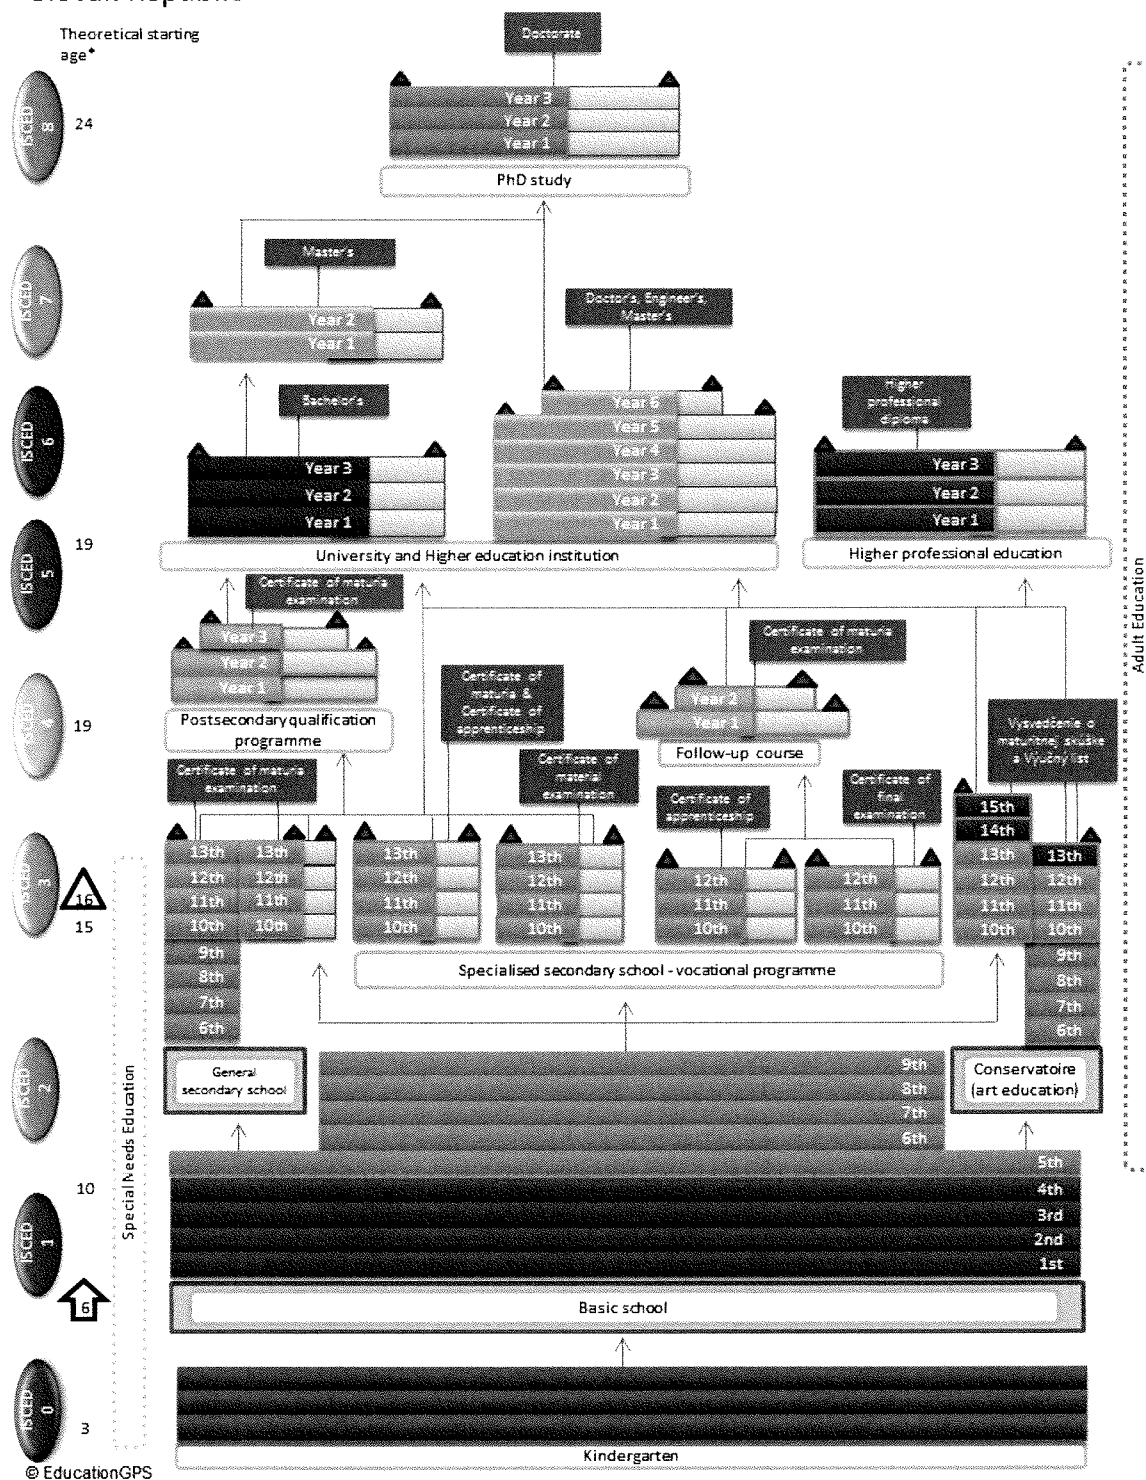 Theoretical starting
age*
Doctorate
ISCED
8
24
Year 3
Year 2
Year 1
PhD study
Master's
ISCED
7
Year 2
Year 1
Doctor's, Engineer's,
Master's
ISCED
6
Bachelor's
Year 3
Year 2
Year 1
Year 6
Year 5
Year 4
Year 3
Year 2
Year 1
Higher
professional
diploma
Year 3
Year 2
Year 1
ISCED
5
19
University and Higher education institution
Higher professional education
Adult Education
Certificate of maturia
examination
Year 3
Year 2
Year 1
Postsecondary qualification
programme
ISCED
4
19
Certificate of
maturia &
Certificate of
apprenticeship
Certificate of maturia
examination
Year 2
Year 1
Follow-up course
Vysvedčenie o
maturitnej skúške
a Výučný list
Certificate of maturia
examination
Certificate of
material
examination
Certificate of
apprenticeship
Certificate of
final
examination
ISCED
3
16
15
13th 13th
12th 12th
11th 11th
10th 10th
9th
8th
7th
6th
13th
12th
11th
10th
13th
12th
11th
10th
12th
11th
10th
12th
11th
10th
15th
14th
13th 13th
12th 12th
11th 11th
10th 10th
9th
8th
7th
6th
Specialised secondary school - vocational programme
ISCED
2
Special Needs Education
General
secondary school
9th
8th
7th
6th
Conservatoire
(art education)
10
5th
4th
3rd
2nd
1st
ISCED
1
6
Basic school
ISCED
0
3
Kindergarten
© EducationGPS